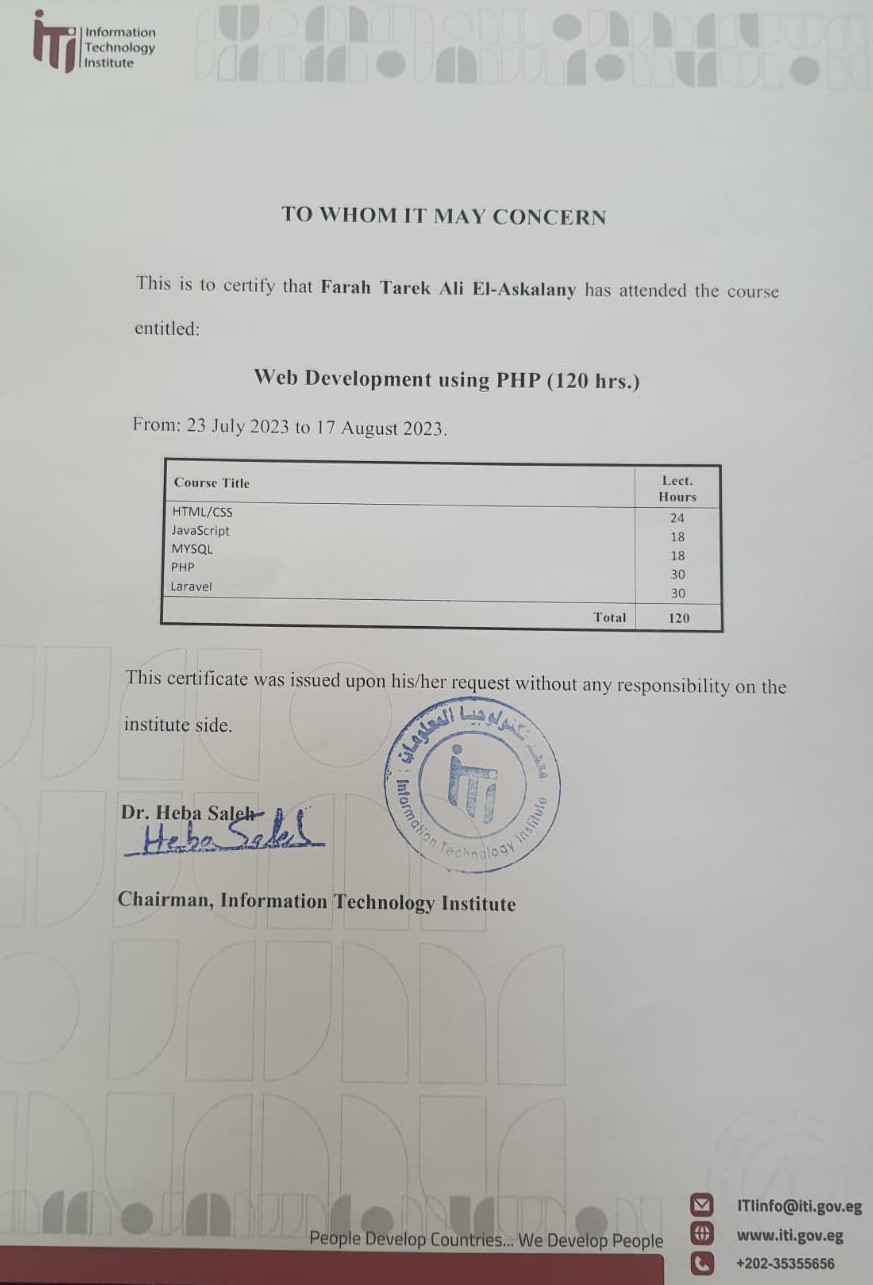 iTi
Information
Technology
Institute
TO WHOM IT MAY CONCERN
This is to certify that Farah Tarek Ali El-Askalany has attended the course
entitled:
Web Development using PHP (120 hrs.)
From: 23 July 2023 to 17 August 2023.
Course Title Lect.
Hours
HTML/CSS 24
JavaScript 18
MYSQL 18
PHP 30
Laravel 30
Total 120
This certificate was issued upon his/her request without any responsibility on the
institute side.
معهد تكنولوجيا المعلومات
iTi
Information Technology Institute
Dr. Heba Saleh
Heba Saleh
Chairman, Information Technology Institute
People Develop Countries... We Develop People
ITIinfo@iti.gov.eg
www.iti.gov.eg
+202-35355656